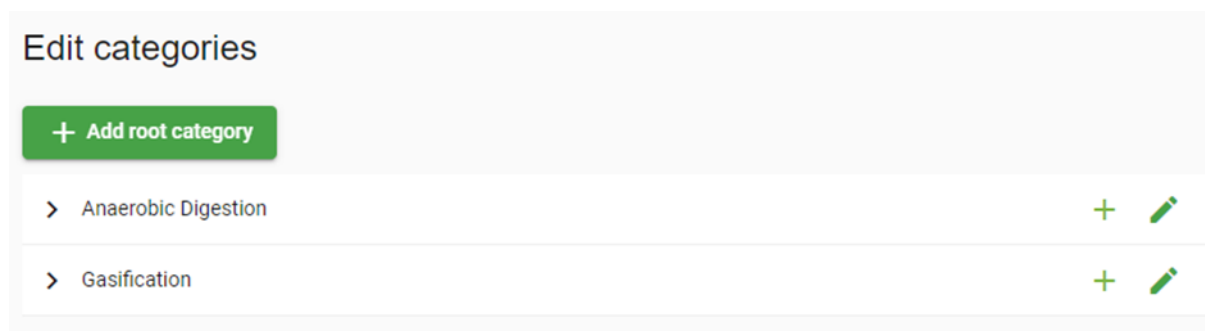 Edit categories
Add root category
Anaerobic Digestion
Gasification